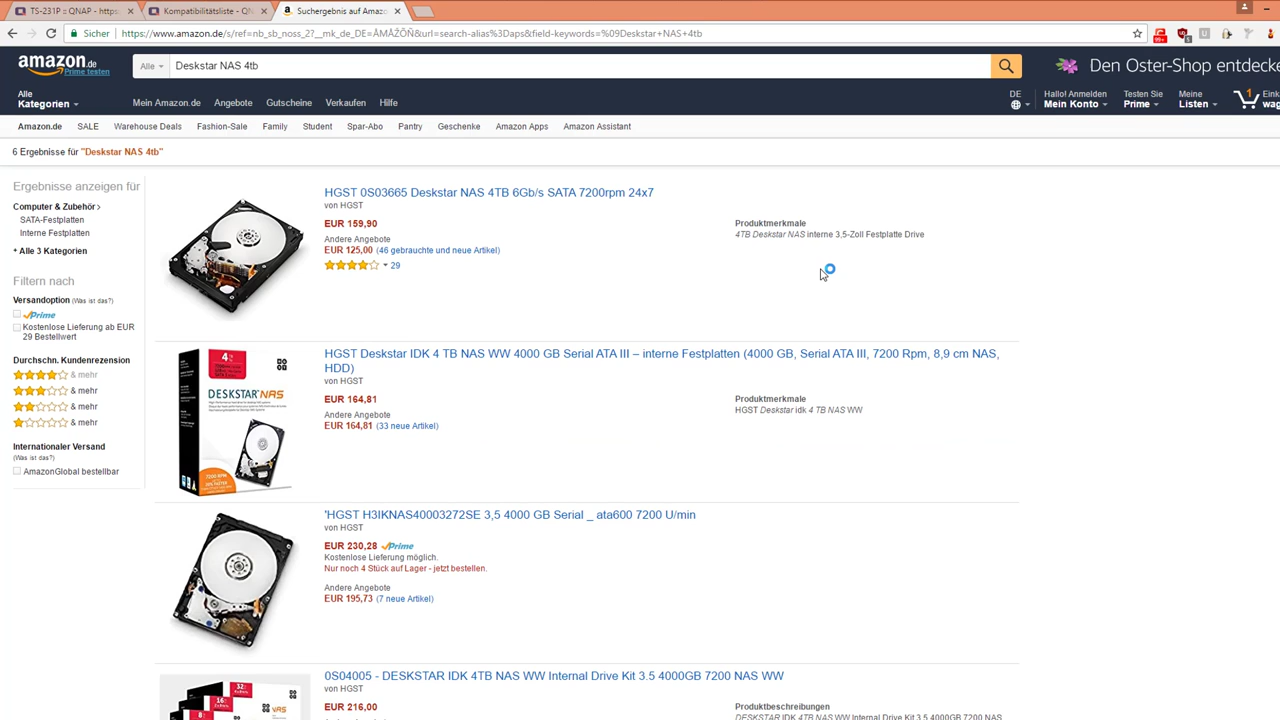 TS-231P :: QNAP - https:
Kompatibilitätsliste - QN
Suchergebnis auf Amazo
Sicher
https://www.amazon.de/s/ref=nb_sb_noss_2?__mk_de_DE=ÅMÅŽÕÑ&url=search-alias%3Daps&field-keywords=%09Deskstar+NAS+4tb
99+
amazon.de
Prime testen
Alle
Deskstar NAS 4tb
Den Oster-Shop entdecke
Alle
Kategorien
Mein Amazon.de
Angebote
Gutscheine
Verkaufen
Hilfe
DE
Hallo! Anmelden
Mein Konto
Testen Sie
Prime
Meine
Listen
1
Eink
wag
Amazon.de
SALE
Warehouse Deals
Fashion-Sale
Family
Student
Spar-Abo
Pantry
Geschenke
Amazon Apps
Amazon Assistant
6 Ergebnisse für "Deskstar NAS 4tb"
Ergebnisse anzeigen für
Computer & Zubehör
SATA-Festplatten
Interne Festplatten
+ Alle 3 Kategorien
Filtern nach
Versandoption (Was ist das?)
Prime
Kostenlose Lieferung ab EUR
29 Bestellwert
Durchschn. Kundenrezension
& mehr
& mehr
& mehr
& mehr
Internationaler Versand
(Was ist das?)
AmazonGlobal bestellbar
HGST 0S03665 Deskstar NAS 4TB 6Gb/s SATA 7200rpm 24x7
von HGST
EUR 159,90
Andere Angebote
EUR 125,00 (46 gebrauchte und neue Artikel)
29
Produktmerkmale
4TB Deskstar NAS interne 3,5-Zoll Festplatte Drive
HGST Deskstar IDK 4 TB NAS WW 4000 GB Serial ATA III – interne Festplatten (4000 GB, Serial ATA III, 7200 Rpm, 8,9 cm NAS,
HDD)
von HGST
EUR 164,81
Andere Angebote
EUR 164,81 (33 neue Artikel)
Produktmerkmale
HGST Deskstar idk 4 TB NAS WW
DESKSTAR NAS
'HGST H3IKNAS40003272SE 3,5 4000 GB Serial _ ata600 7200 U/min
von HGST
EUR 230,28 Prime
Kostenlose Lieferung möglich.
Nur noch 4 Stück auf Lager - jetzt bestellen.
Andere Angebote
EUR 195,73 (7 neue Artikel)
0S04005 - DESKSTAR IDK 4TB NAS WW Internal Drive Kit 3.5 4000GB 7200 NAS WW
von HGST
EUR 216,00
Produktbeschreibungen
DESKSTAR IDK 4TB NAS WW Internal Drive Kit 3.5 4000GB 7200 NAS